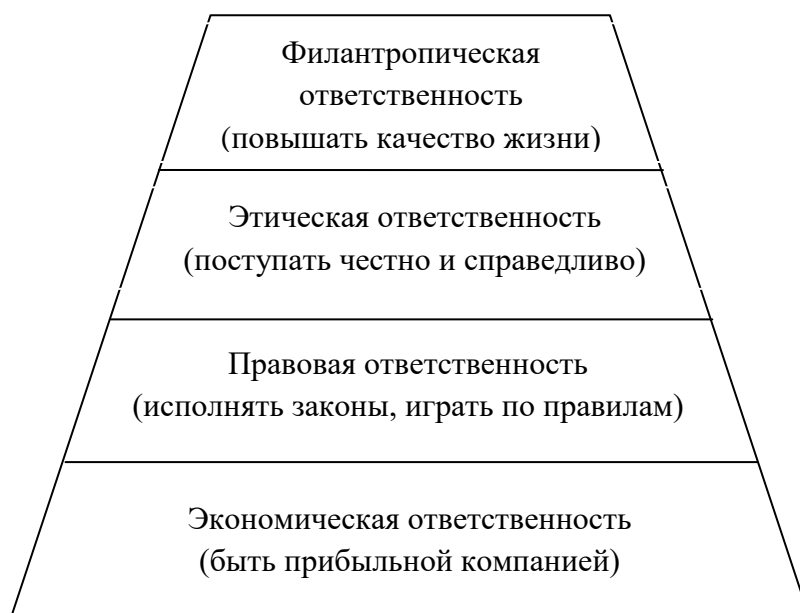 Филантропическая
ответственность
(повышать качество жизни)
Этическая ответственность
(поступать честно и справедливо)
Правовая ответственность
(исполнять законы, играть по правилам)
Экономическая ответственность
(быть прибыльной компанией)